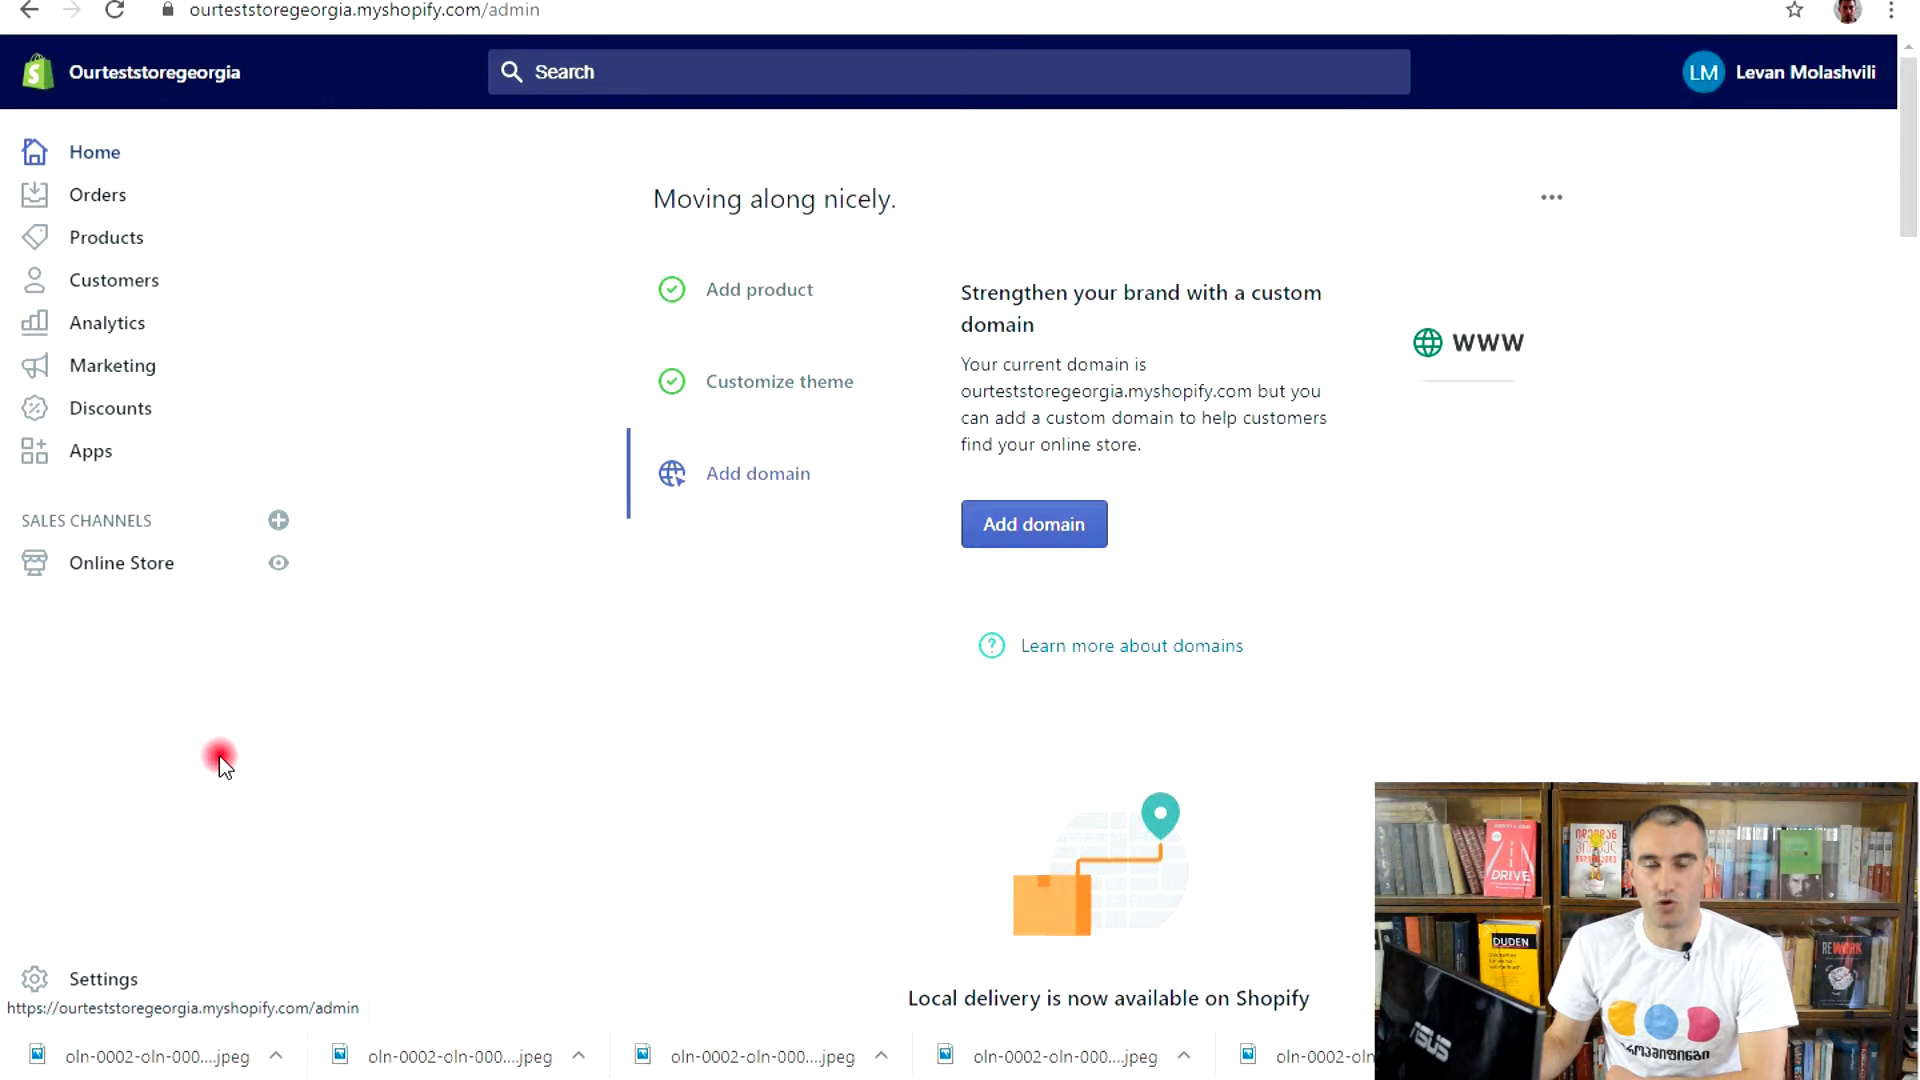 ourteststoregeorgia.myshopify.com/admin
Ourteststoregeorgia
Search
LM
Levan Molashvili
Home
Orders
Products
Customers
Analytics
Marketing
Discounts
Apps
SALES CHANNELS
Online Store
Moving along nicely.
Add product
Customize theme
Add domain
Strengthen your brand with a custom
domain
Your current domain is
ourteststoregeorgia.myshopify.com but you
can add a custom domain to help customers
find your online store.
WWW
Add domain
Learn more about domains
Local delivery is now available on Shopify
Settings
https://ourteststoregeorgia.myshopify.com/admin
oln-0002-oln-000....jpeg
oln-0002-oln-000....jpeg
oln-0002-oln-000....jpeg
oln-0002-oln-000....jpeg
oln-0002-oln
DRIVE
DUDEN
REWORK
ASUS